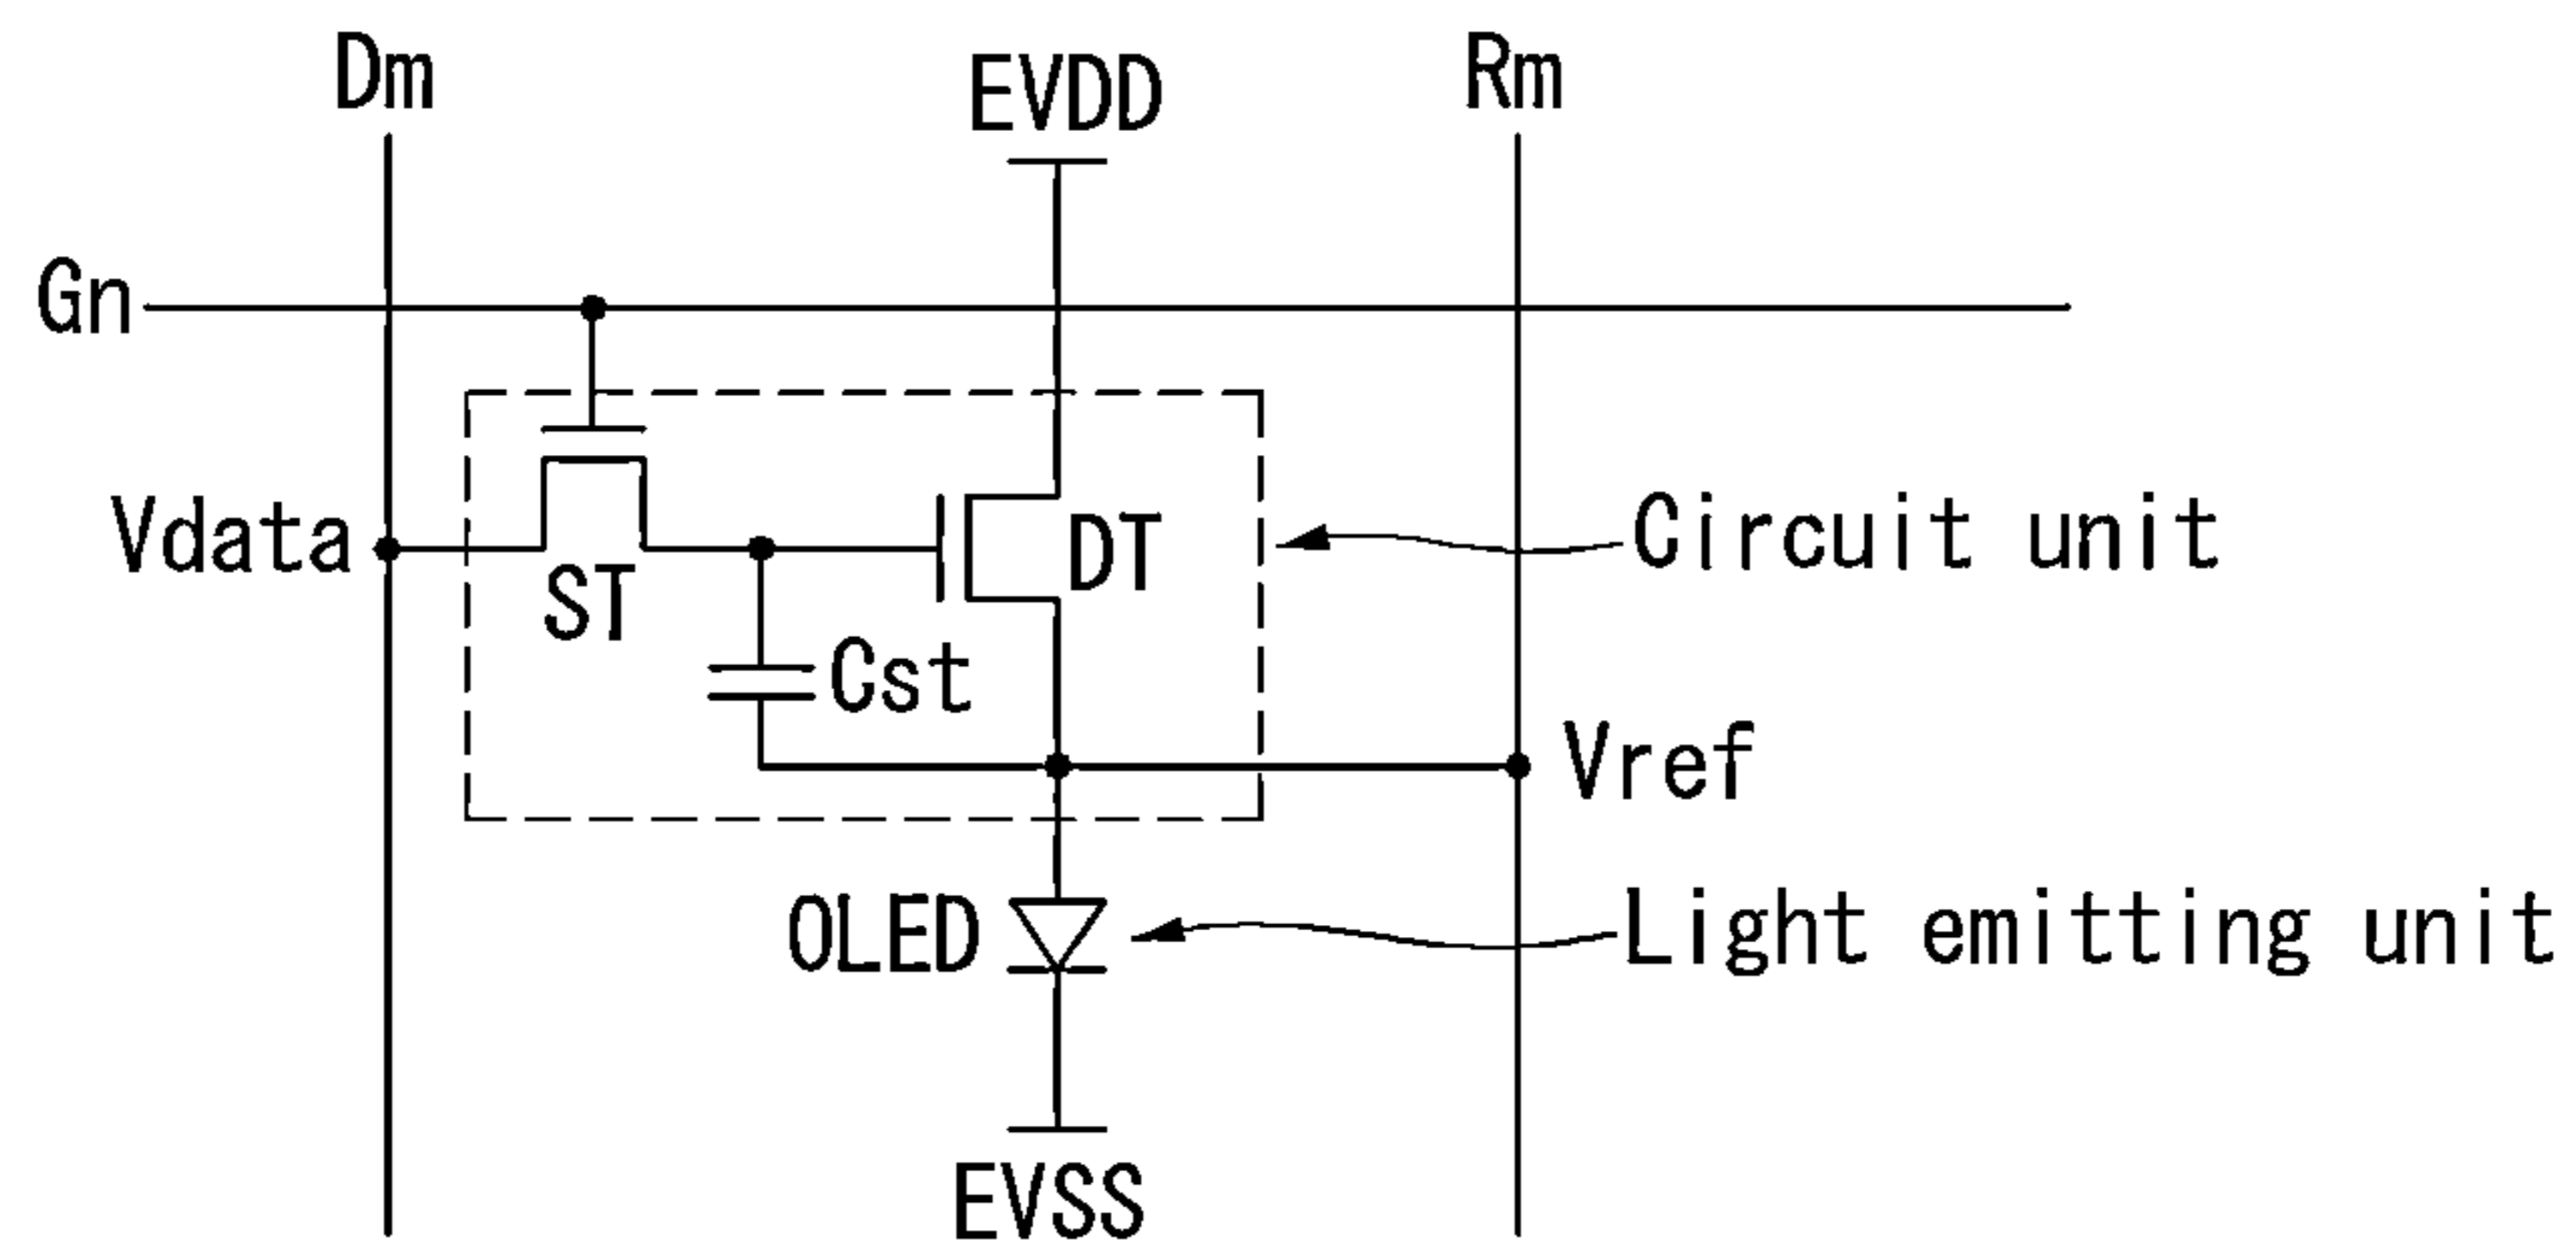 Dm
EVDD
Rm
Gn
Vdata
ST
DT
Circuit unit
Cst
Vref
OLED
Light emitting unit
EVSS